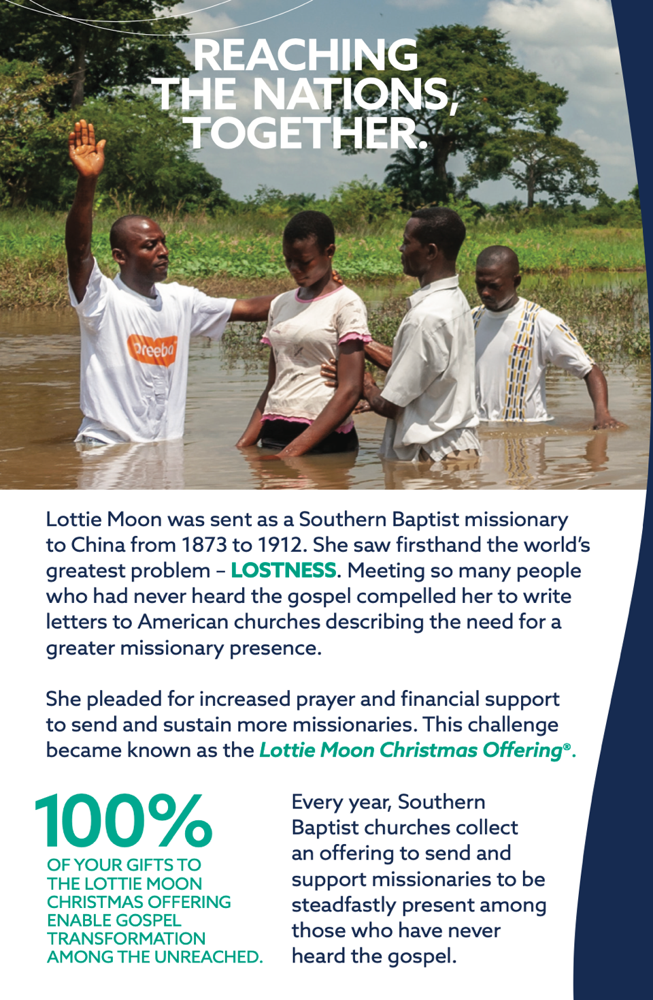 REACHING
THE NATIONS,
TOGETHER.
preeba
Lottie Moon was sent as a Southern Baptist missionary
to China from 1873 to 1912. She saw firsthand the world's
greatest problem – LOSTNESS. Meeting so many people
who had never heard the gospel compelled her to write
letters to American churches describing the need for a
greater missionary presence.
She pleaded for increased prayer and financial support
to send and sustain more missionaries. This challenge
became known as the Lottie Moon Christmas Offering®.
100%
OF YOUR GIFTS TO
THE LOTTIE MOON
CHRISTMAS OFFERING
ENABLE GOSPEL
TRANSFORMATION
AMONG THE UNREACHED.
Every year, Southern
Baptist churches collect
an offering to send and
support missionaries to be
steadfastly present among
those who have never
heard the gospel.